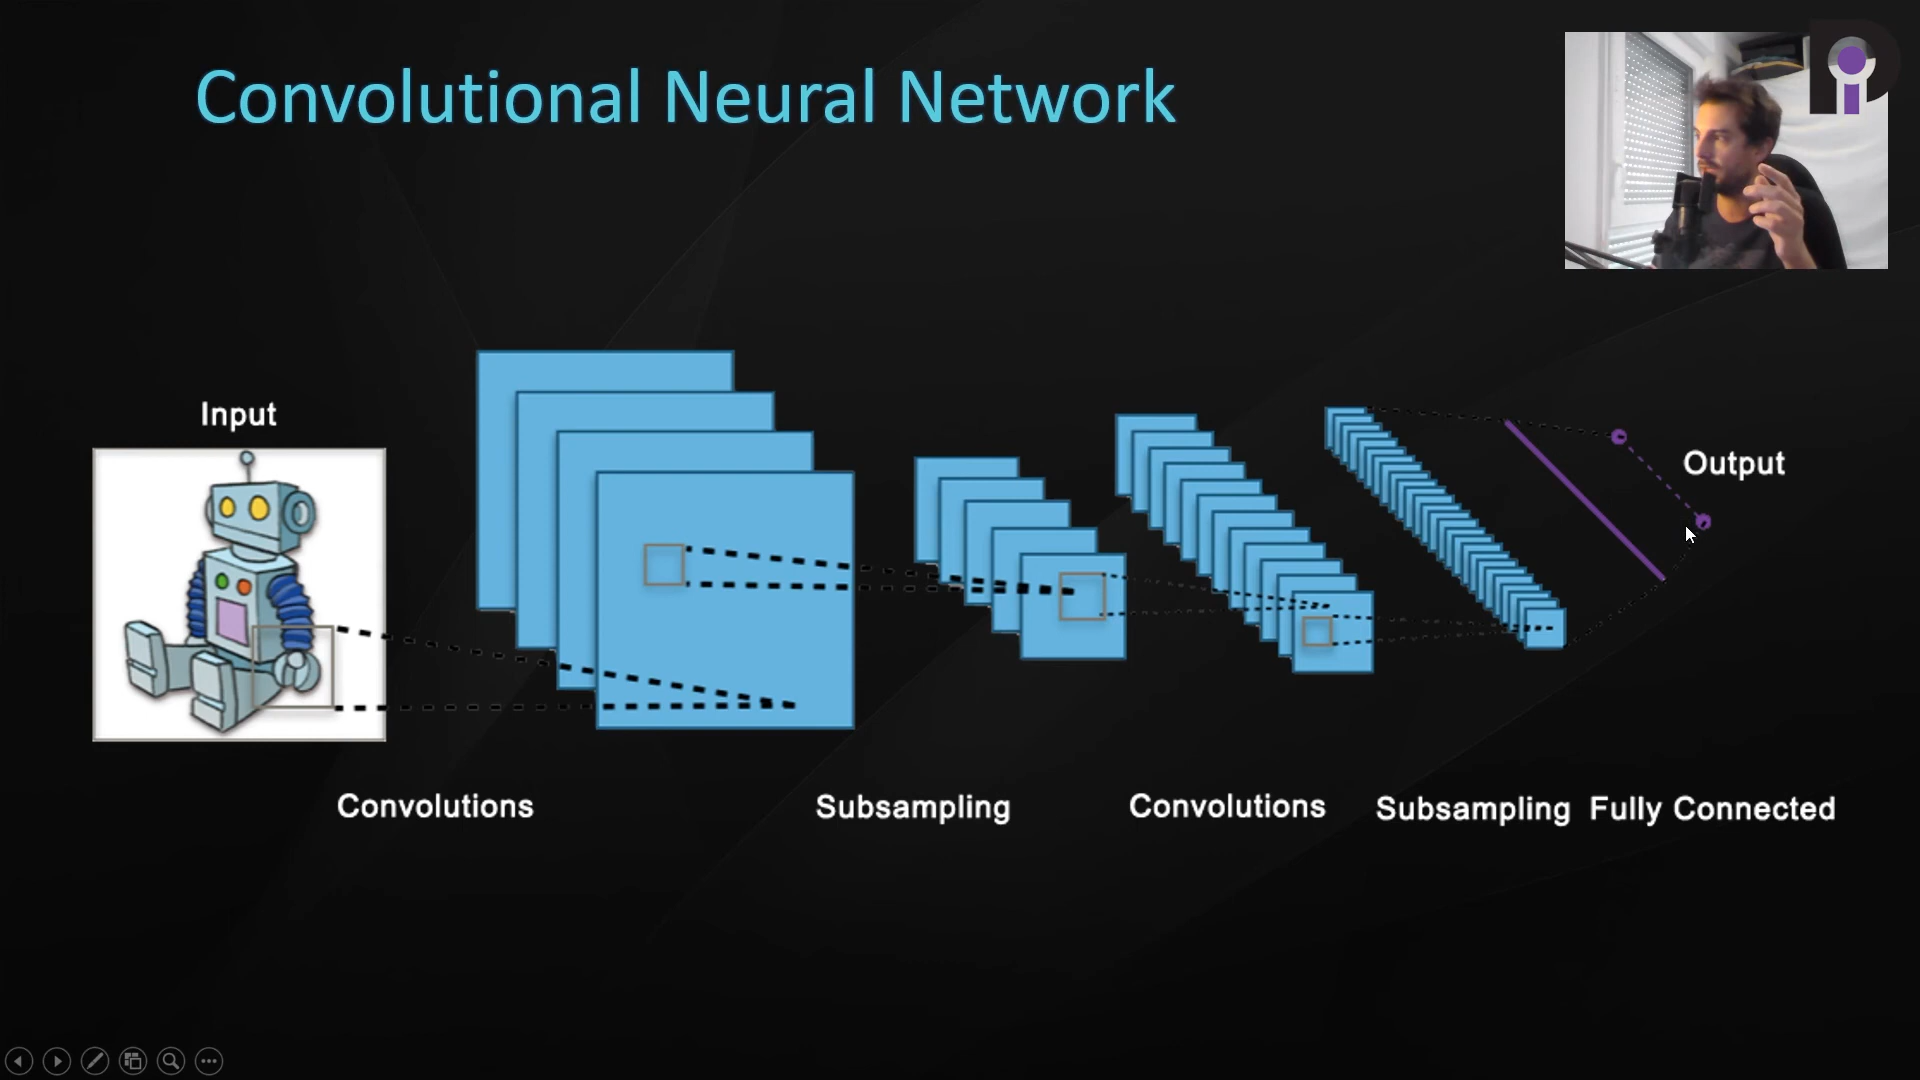 Convolutional Neural Network
Input
Output
Convolutions
Subsampling
Convolutions
Subsampling
Fully Connected